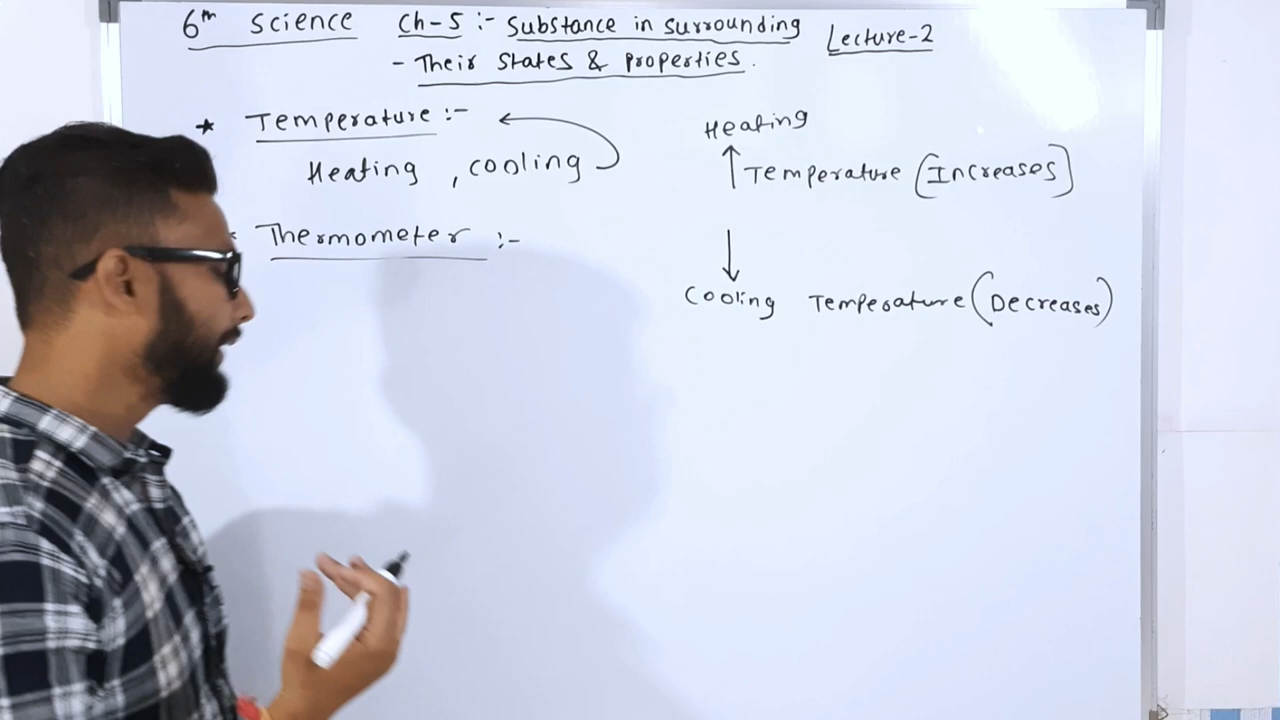 6th Science Ch-5 :- Substance in surrounding Lecture-2
- Their States & Properties.
* Temperature :-
Heating, cooling
* Thermometer :-
Heating
↑ Temperature (Increases)
↓
Cooling Temperature (Decreases)